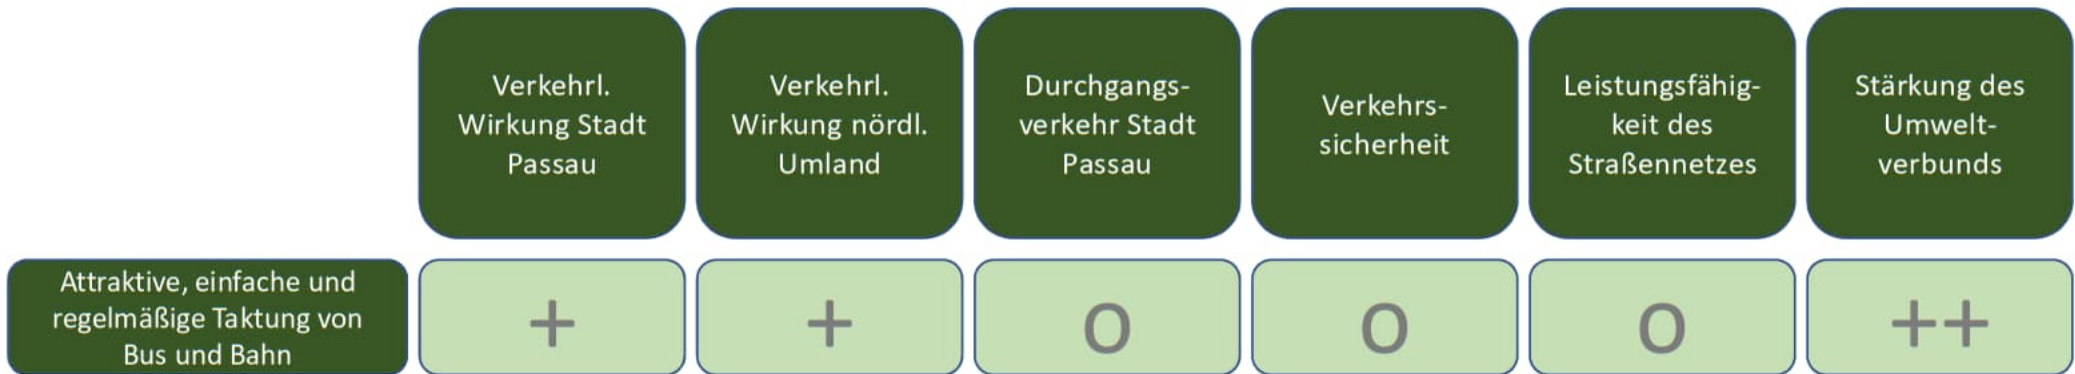 Verkehrl.
Wirkung Stadt
Passau
Verkehrl.
Wirkung nördl.
Umland
Durchgangs-
verkehr Stadt
Passau
Verkehrs-
sicherheit
Leistungsfähig-
keit des
Straßennetzes
Stärkung des
Umwelt-
verbunds
Attraktive, einfache und
regelmäßige Taktung von
Bus und Bahn
+
+
o
o
o
++